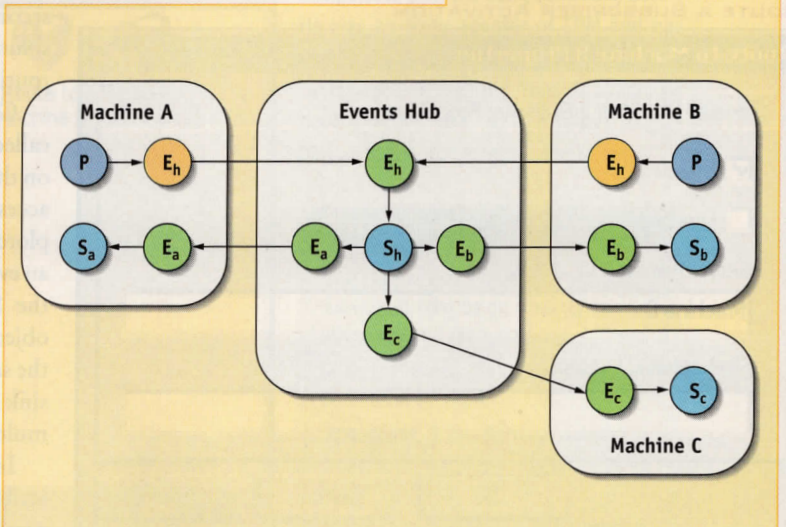 Machine A
Events Hub
Machine B
P
Eh
Eh
Eh
P
Sa
Ea
Ea
Sh
Eb
Eb
Sb
Ec
Ec
Sc
Machine C